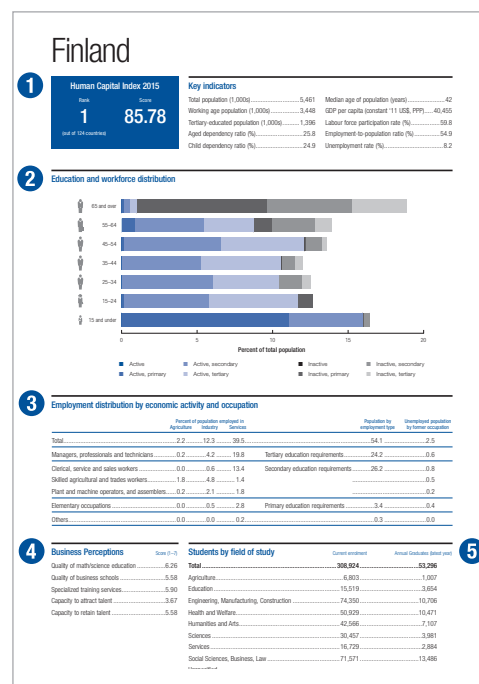 Finland
1
Human Capital Index 2015
Rank Score
1 85.78
(out of 124 countries)
Key indicators
Total population (1,000s) 5,461
Working age population (1,000s) 3,448
Tertiary-educated population (1,000s) 1,396
Aged dependency ratio (%) 25.8
Child dependency ratio (%) 24.9
Median age of population (years) 42
GDP per capita (constant '11 US$, PPP) 40,455
Labour force participation rate (%) 59.8
Employment-to-population ratio (%) 54.9
Unemployment rate (%) 8.2
2
Education and workforce distribution
65 and over
55–64
45–54
35–44
25–34
15–24
15 and under
0 5 10 15 20
Percent of total population
Active Active, secondary Inactive Inactive, secondary
Active, primary Active, tertiary Inactive, primary Inactive, tertiary
3
Employment distribution by economic activity and occupation
Percent of population employed in
Agriculture Industry Services
Population by employment type
Unemployed population by former occupation
Total 2.2 12.3 39.5 54.1 2.5
Managers, professionals and technicians 0.2 4.2 19.8 Tertiary education requirements 24.2 0.6
Clerical, service and sales workers 0.0 0.6 13.4 Secondary education requirements 26.2 0.8
Skilled agricultural and trades workers 1.8 4.8 1.4 0.5
Plant and machine operators, and assemblers 0.2 2.1 1.8 0.2
Elementary occupations 0.0 0.5 2.8 Primary education requirements 3.4 0.4
Others 0.0 0.0 0.2 0.3 0.0
4
Business Perceptions Score (1–7)
Quality of math/science education 6.26
Quality of business schools 5.58
Specialized training services 5.90
Capacity to attract talent 3.67
Capacity to retain talent 5.58
Students by field of study Current enrolment Annual Graduates (latest year)
5
Total 308,924 53,296
Agriculture 6,803 1,007
Education 15,519 3,654
Engineering, Manufacturing, Construction 74,350 10,706
Health and Welfare 50,929 10,471
Humanities and Arts 42,566 7,107
Sciences 30,457 3,981
Services 16,729 2,884
Social Sciences, Business, Law 71,571 13,486